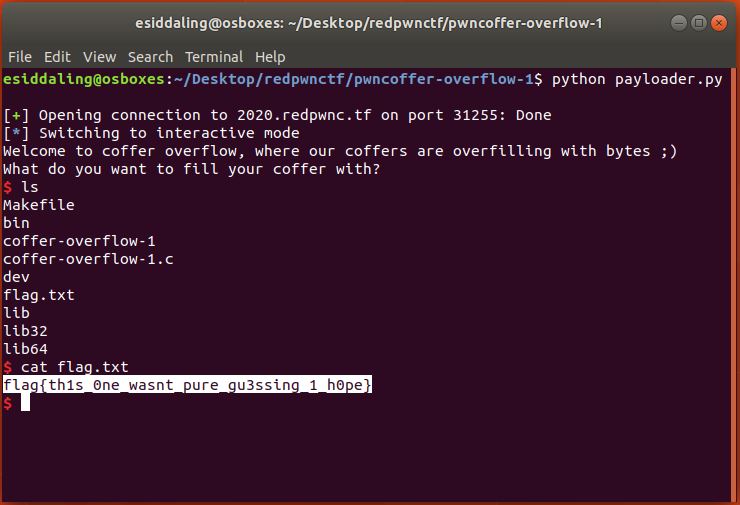 esiddaling@osboxes: ~/Desktop/redpwnctf/pwncoffer-overflow-1
File Edit View Search Terminal Help
esiddaling@osboxes:~/Desktop/redpwnctf/pwncoffer-overflow-1$ python payloader.py
[+] Opening connection to 2020.redpwnc.tf on port 31255: Done
[*] Switching to interactive mode
Welcome to coffer overflow, where our coffers are overfilling with bytes ;)
What do you want to fill your coffer with?
$ ls
Makefile
bin
coffer-overflow-1
coffer-overflow-1.c
dev
flag.txt
lib
lib32
lib64
$ cat flag.txt
flag{th1s_0ne_wasnt_pure_gu3ssing_1_h0pe}
$